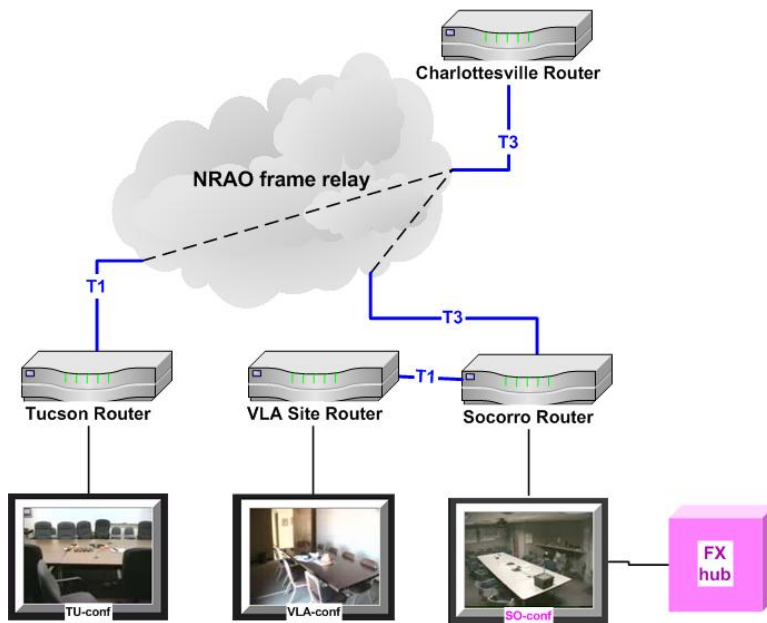 Charlottesville Router
T3
NRAO frame relay
T1
T3
Tucson Router
VLA Site Router
T1
Socorro Router
TU-conf
VLA-conf
SO-conf
FX
hub